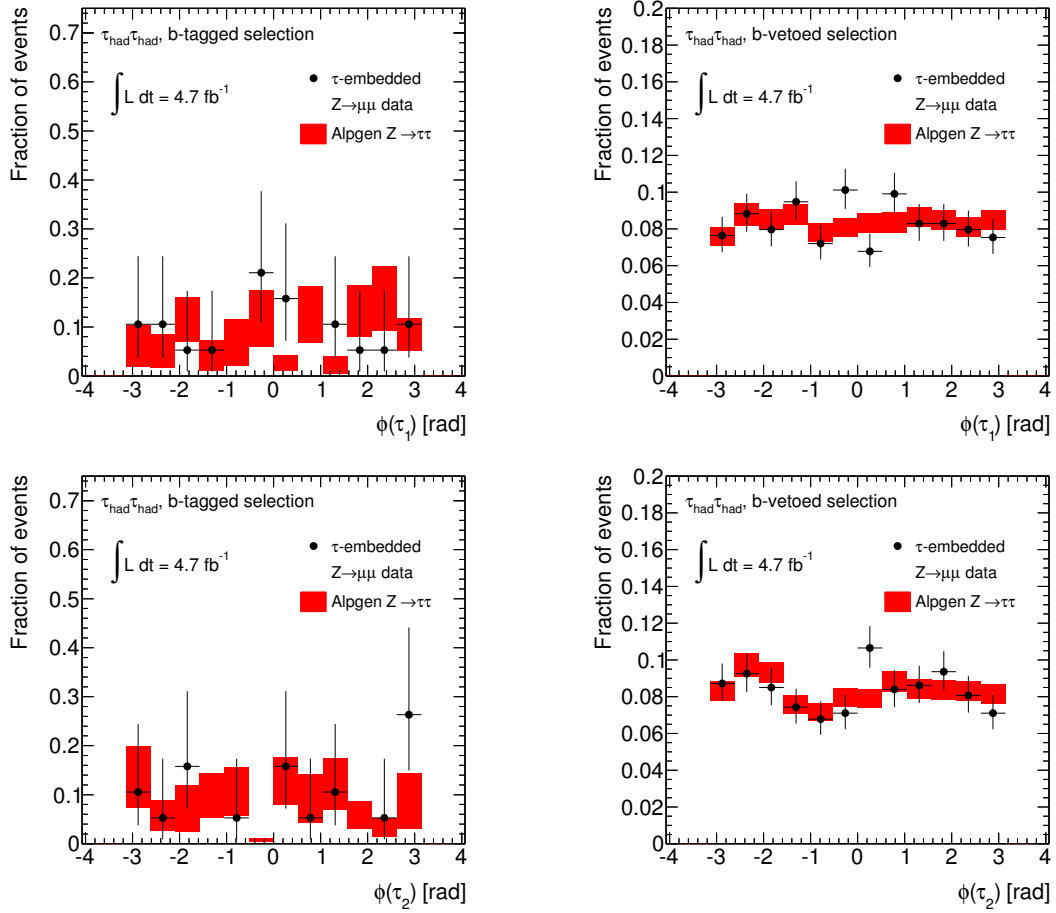 Fraction of events
0.7
0.6
0.5
0.4
0.3
0.2
0.1
0
τhadτhad, b-tagged selection
∫ L dt = 4.7 fb-1
τ-embedded
Z→μμ data
Alpgen Z→ττ
-4 -3 -2 -1 0 1 2 3 4
ϕ(τ1) [rad]
Fraction of events
0.2
0.18
0.16
0.14
0.12
0.1
0.08
0.06
0.04
0.02
0
τhadτhad, b-vetoed selection
∫ L dt = 4.7 fb-1
τ-embedded
Z→μμ data
Alpgen Z→ττ
-4 -3 -2 -1 0 1 2 3 4
ϕ(τ1) [rad]
Fraction of events
0.7
0.6
0.5
0.4
0.3
0.2
0.1
0
τhadτhad, b-tagged selection
∫ L dt = 4.7 fb-1
τ-embedded
Z→μμ data
Alpgen Z→ττ
-4 -3 -2 -1 0 1 2 3 4
ϕ(τ2) [rad]
Fraction of events
0.2
0.18
0.16
0.14
0.12
0.1
0.08
0.06
0.04
0.02
0
τhadτhad, b-vetoed selection
∫ L dt = 4.7 fb-1
τ-embedded
Z→μμ data
Alpgen Z→ττ
-4 -3 -2 -1 0 1 2 3 4
ϕ(τ2) [rad]